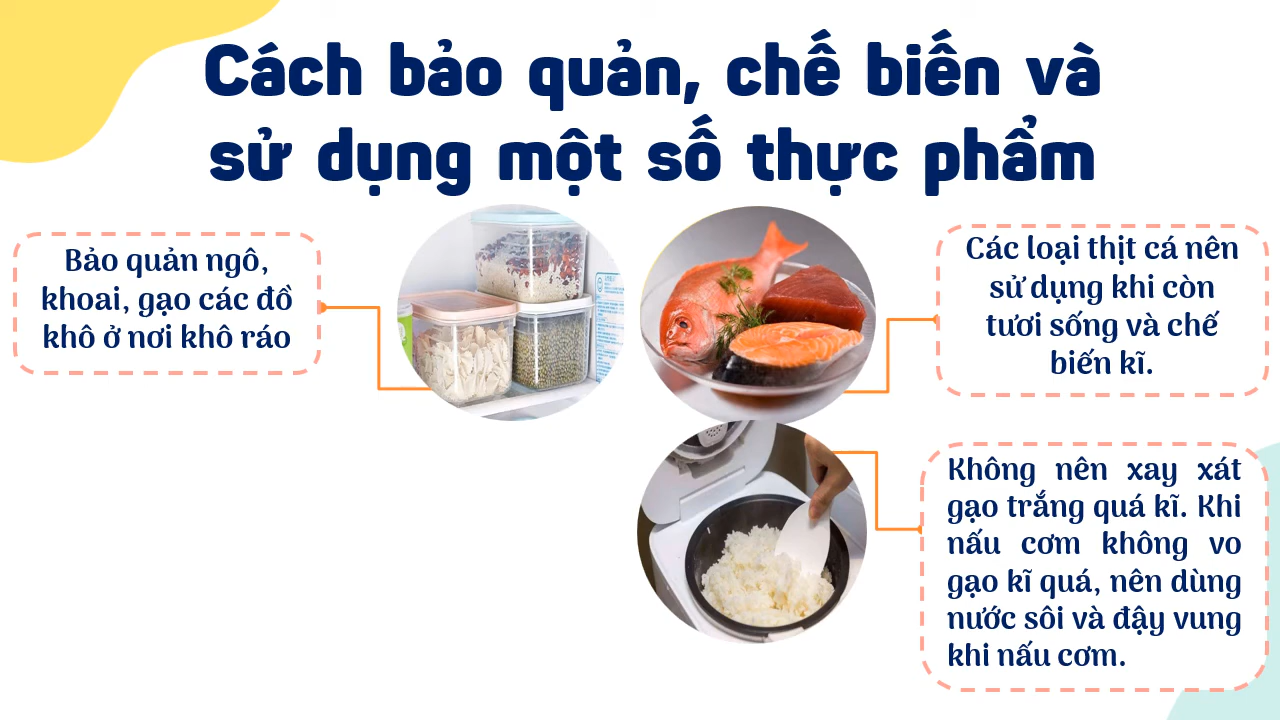 Cách bảo quản, chế biến và
sử dụng một số thực phẩm
Bảo quản ngô,
khoai, gạo các đồ
khô ở nơi khô ráo
Các loại thịt cá nên
sử dụng khi còn
tươi sống và chế
biến kĩ.
Không nên xay xát
gạo trắng quá kĩ. Khi
nấu cơm không vo
gạo kĩ quá, nên dùng
nước sôi và đậy vung
khi nấu cơm.